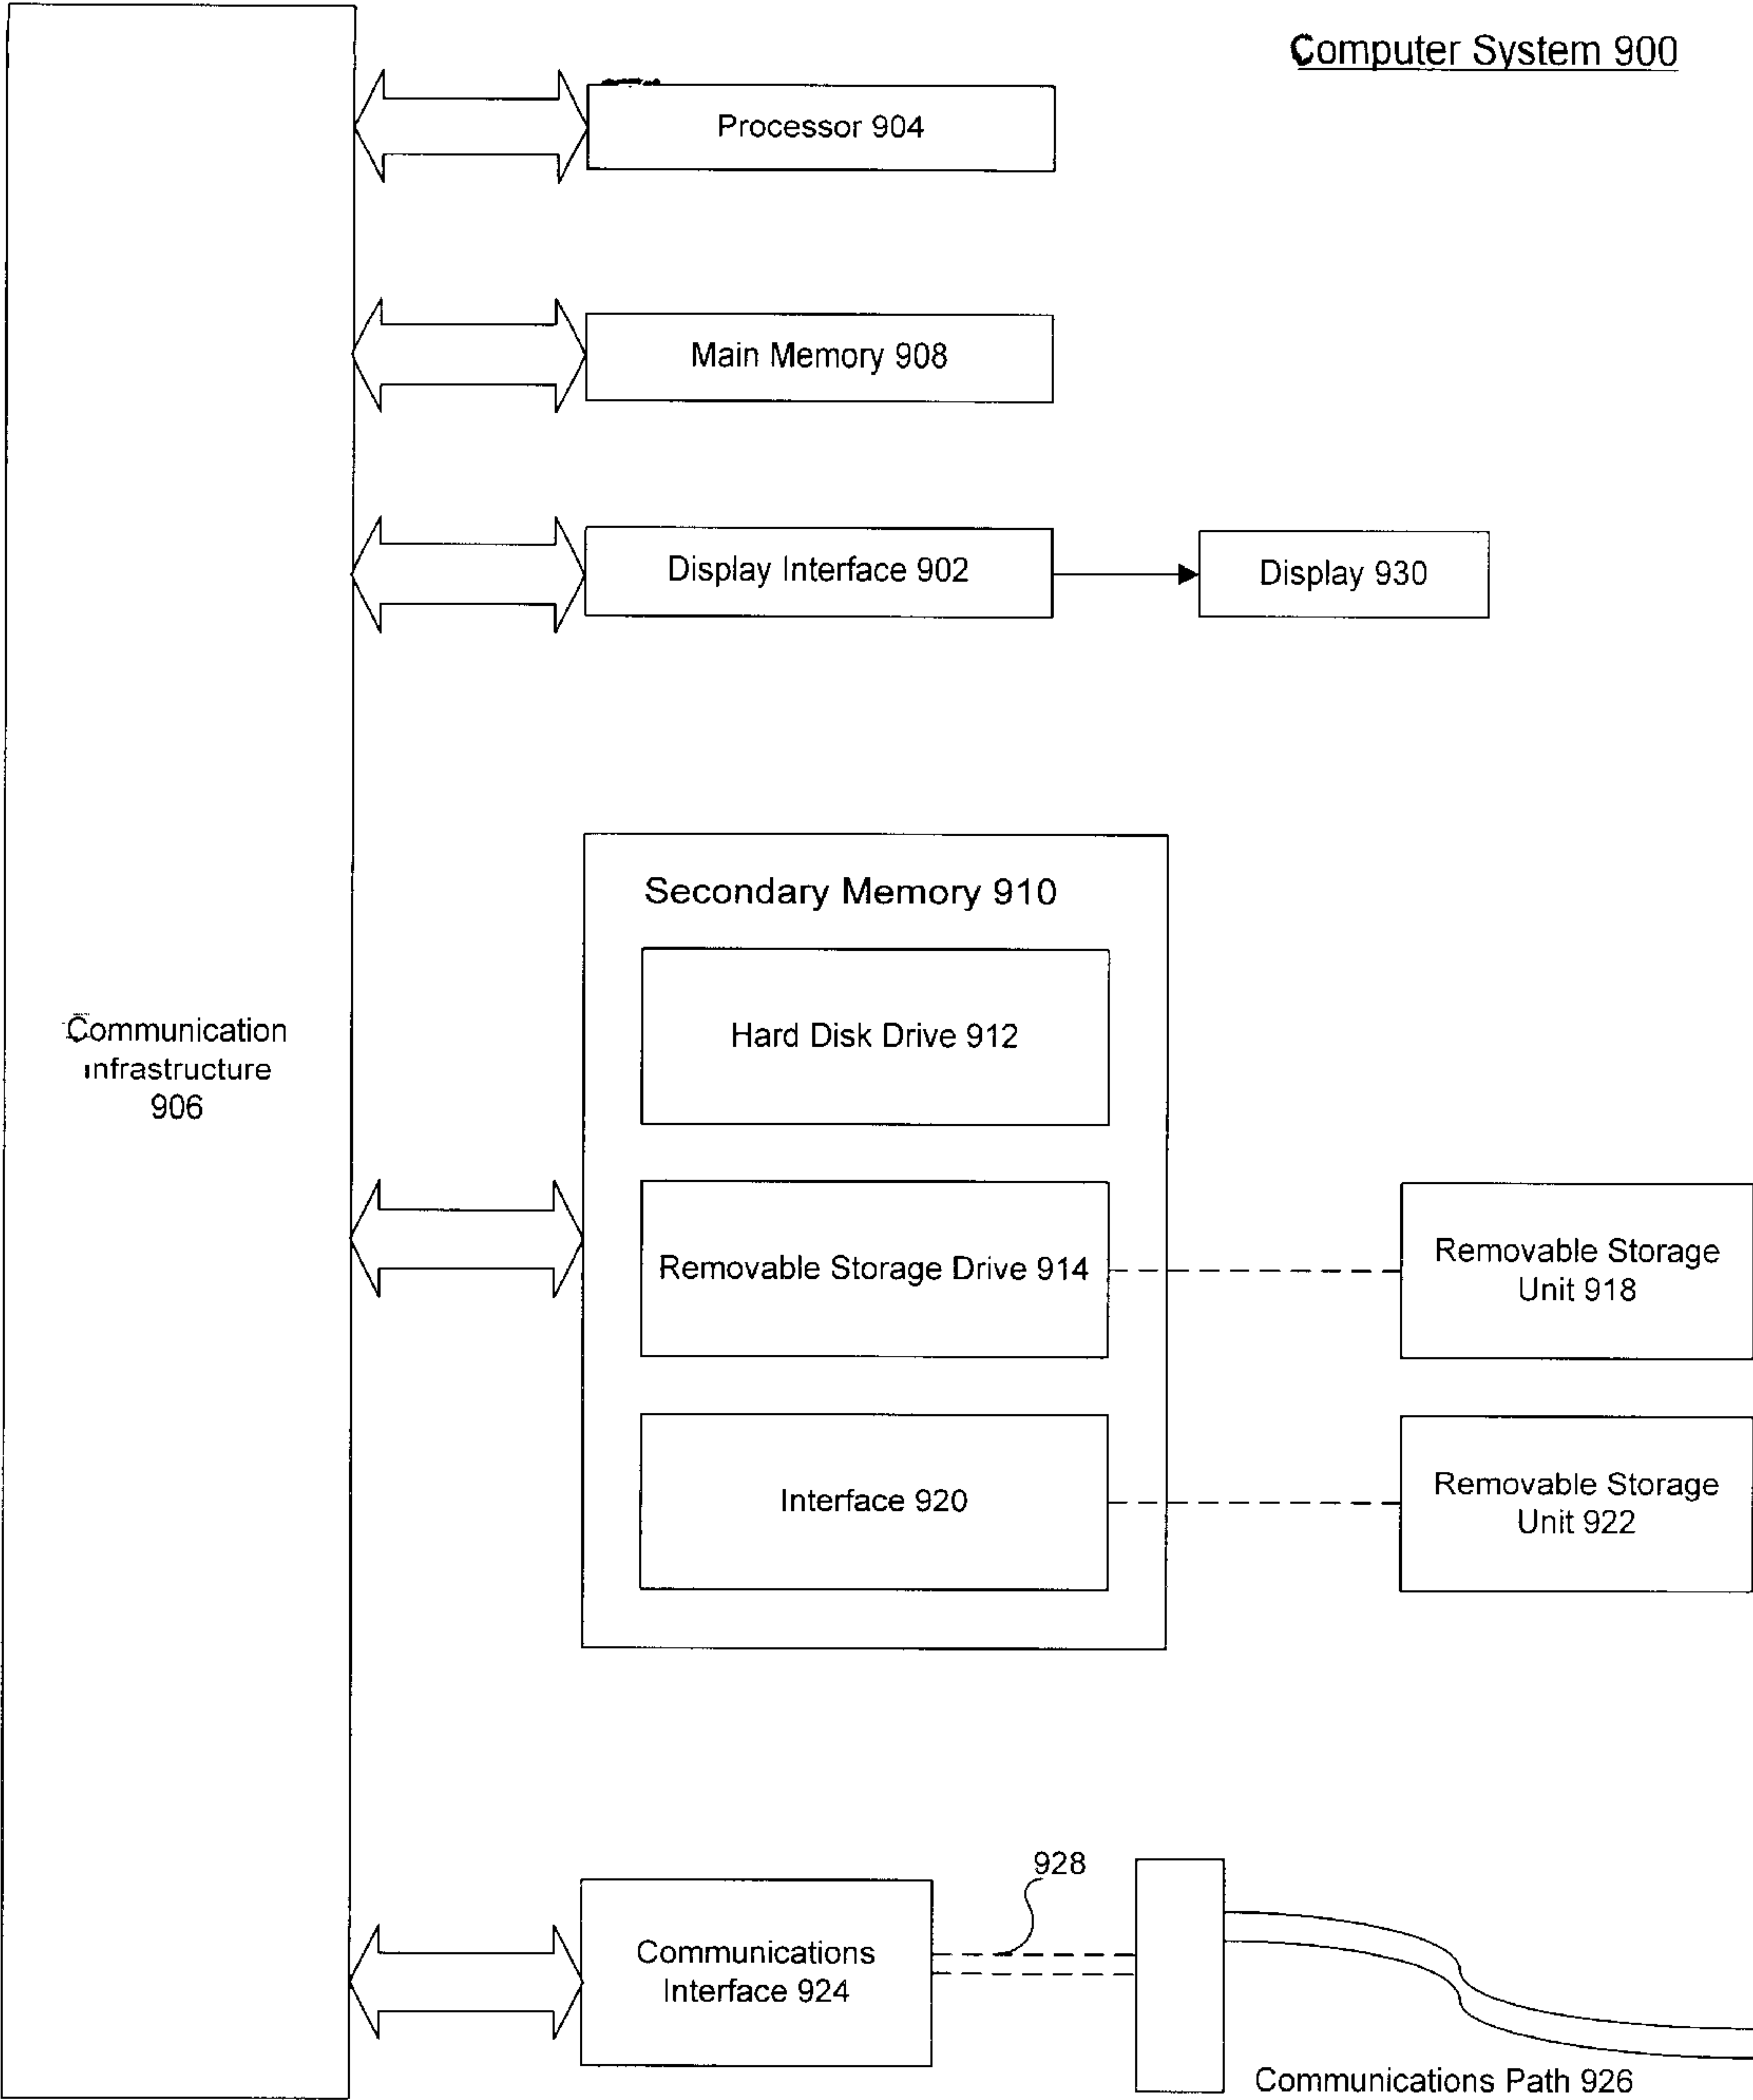 Computer System 900
Processor 904
Main Memory 908
Display Interface 902
Display 930
Secondary Memory 910
Hard Disk Drive 912
Communication
Infrastructure
906
Removable Storage Drive 914
Removable Storage
Unit 918
Interface 920
Removable Storage
Unit 922
928
Communications
Interface 924
Communications Path 926